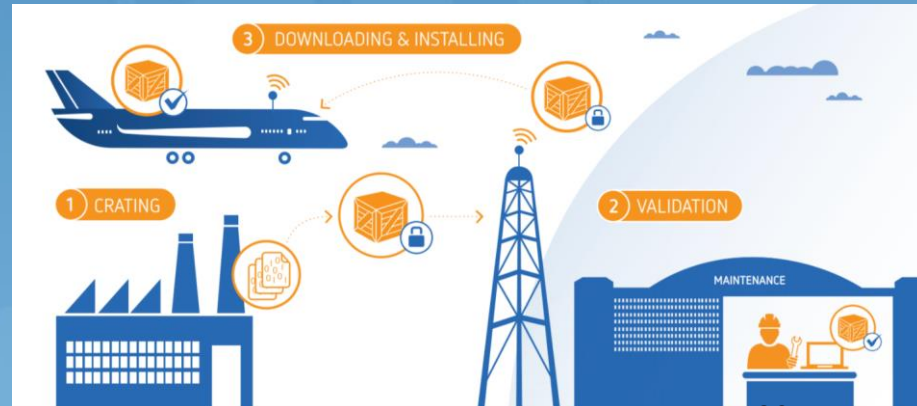 3 DOWNLOADING & INSTALLING
1 CRATING
2 VALIDATION
MAINTENANCE